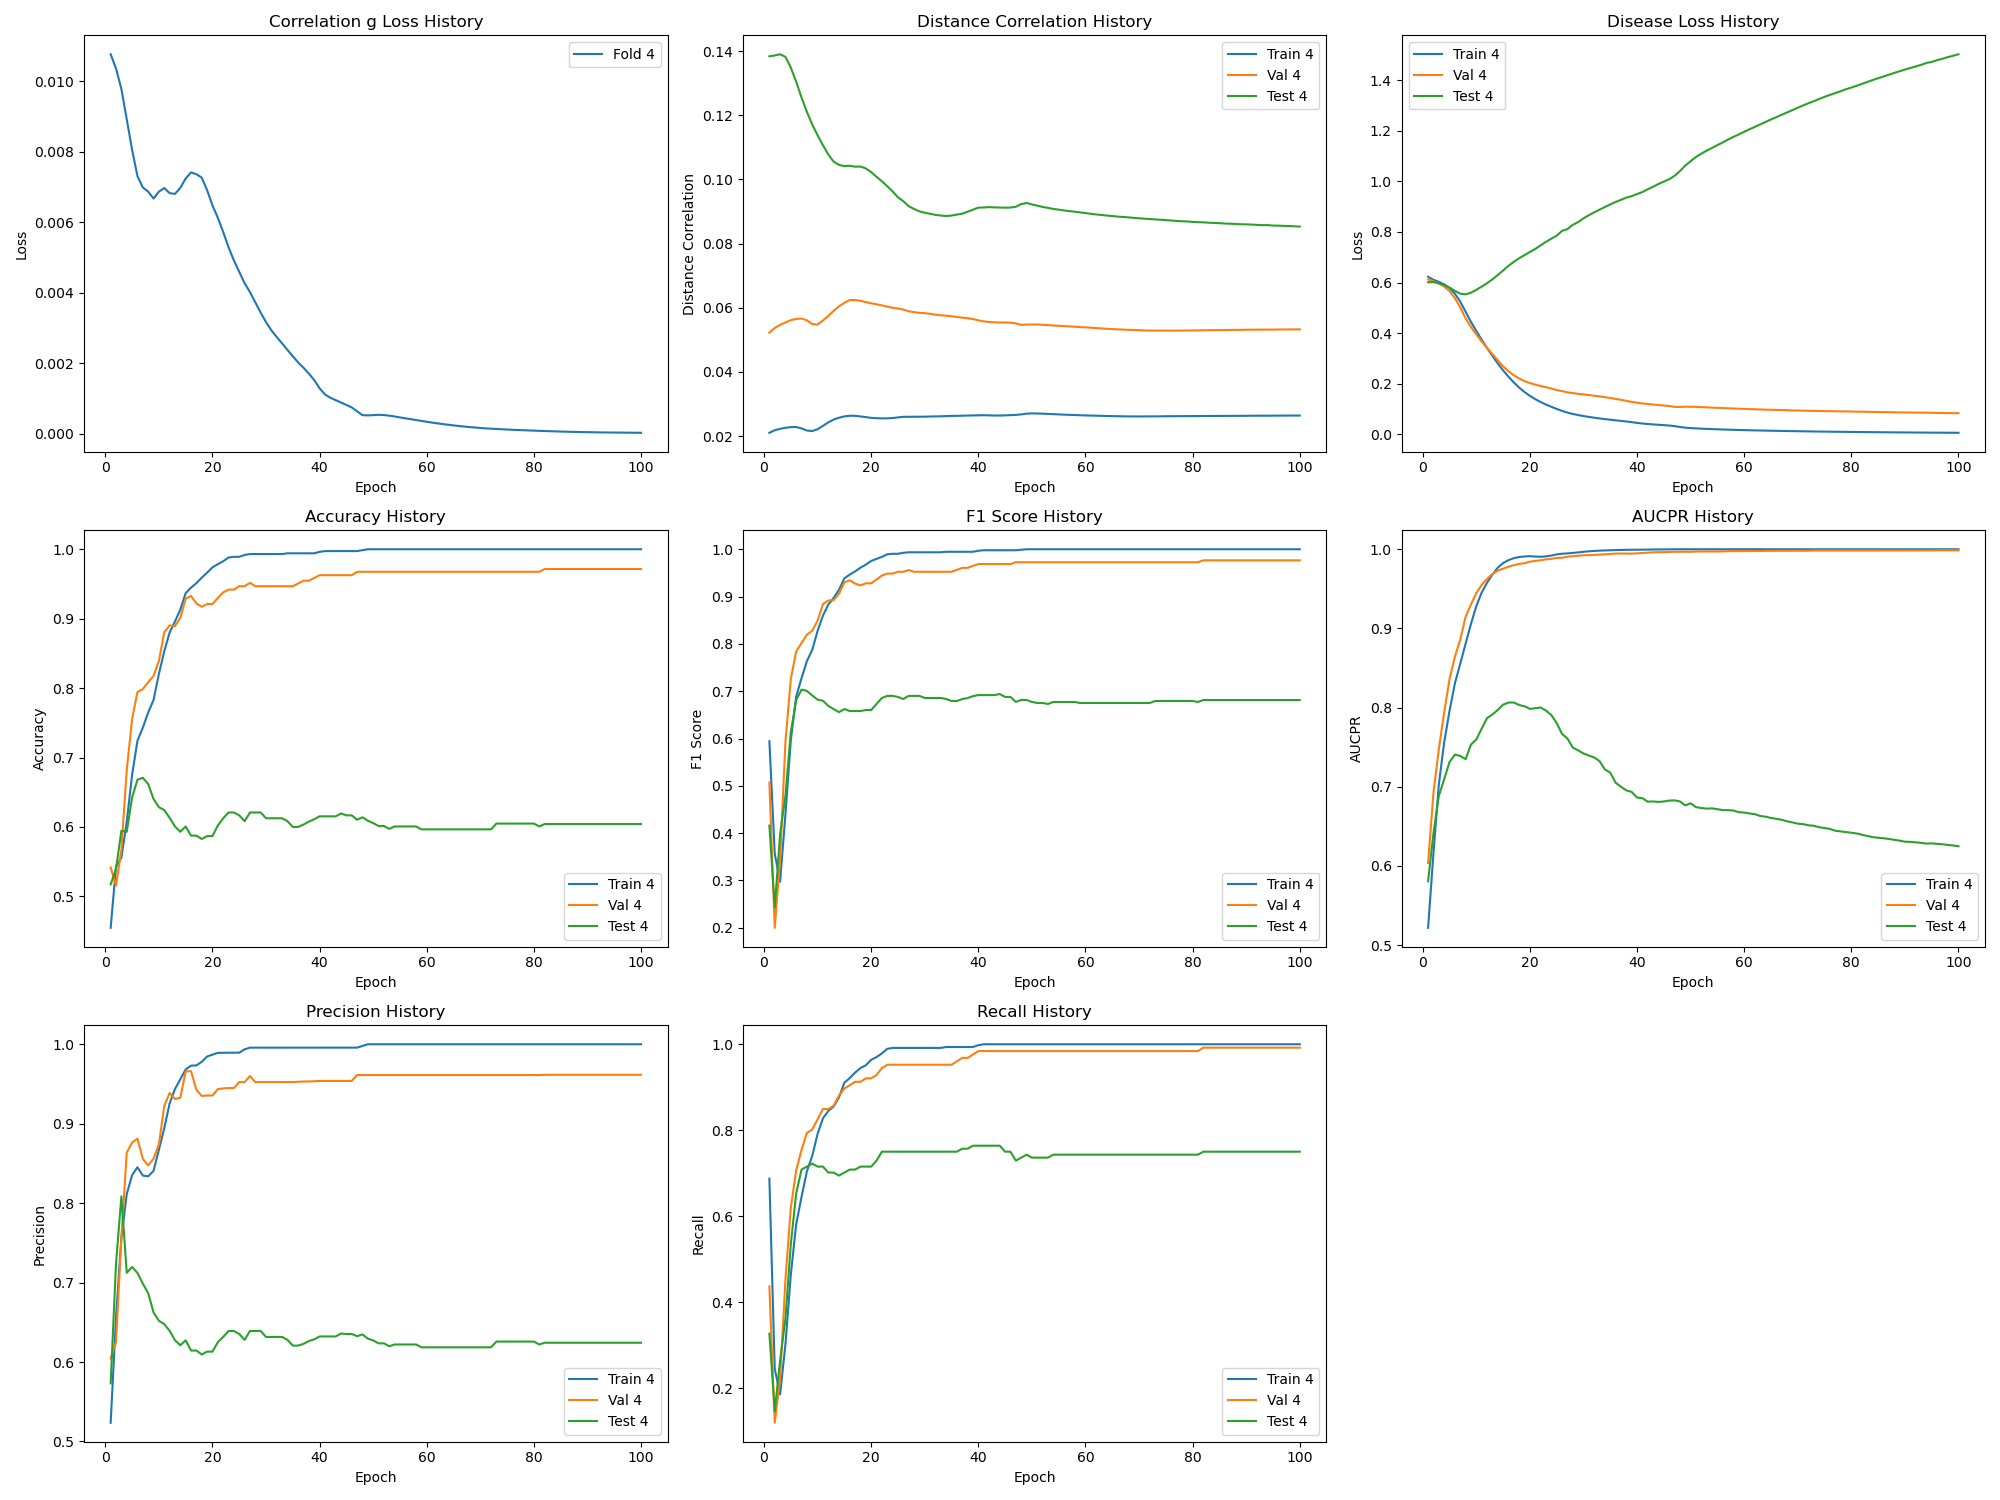 Correlation g Loss History
Fold 4
0.010
0.008
0.006
0.004
0.002
0.000
Loss
0 20 40 60 80 100
Epoch
Distance Correlation History
Train 4
Val 4
Test 4
0.14
0.12
0.10
0.08
0.06
0.04
0.02
Distance Correlation
0 20 40 60 80 100
Epoch
Disease Loss History
Train 4
Val 4
Test 4
1.4
1.2
1.0
0.8
0.6
0.4
0.2
0.0
Loss
0 20 40 60 80 100
Epoch
Accuracy History
1.0
0.9
0.8
0.7
0.6
0.5
Accuracy
Train 4
Val 4
Test 4
0 20 40 60 80 100
Epoch
F1 Score History
1.0
0.9
0.8
0.7
0.6
0.5
0.4
0.3
0.2
F1 Score
Train 4
Val 4
Test 4
0 20 40 60 80 100
Epoch
AUCPR History
1.0
0.9
0.8
0.7
0.6
0.5
AUCPR
Train 4
Val 4
Test 4
0 20 40 60 80 100
Epoch
Precision History
1.0
0.9
0.8
0.7
0.6
0.5
Precision
Train 4
Val 4
Test 4
0 20 40 60 80 100
Epoch
Recall History
1.0
0.8
0.6
0.4
0.2
Recall
Train 4
Val 4
Test 4
0 20 40 60 80 100
Epoch